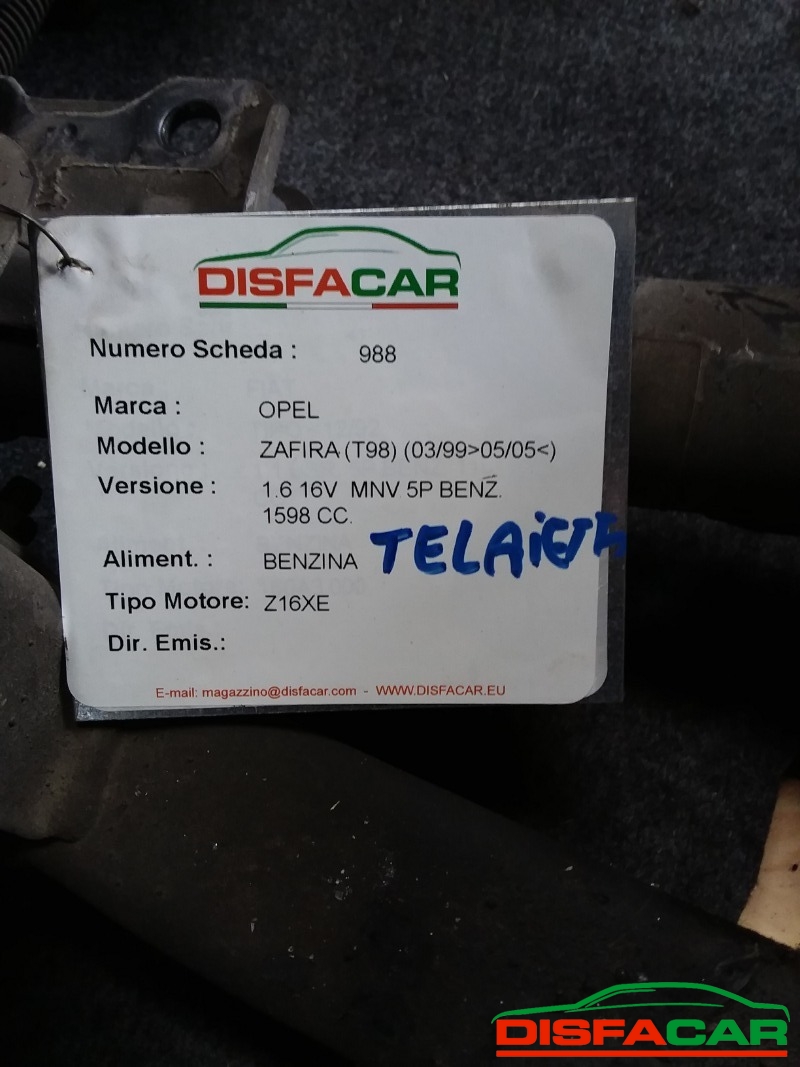 DISFACAR
Numero Scheda : 988
Marca : OPEL
Modello : ZAFIRA (T98) (03/99>05/05<)
Versione : 1.6 16V MNV 5P BENZ.
1598 CC.
Aliment. : BENZINA
Tipo Motore: Z16XE
Dir. Emis.:
E-mail: magazzino@disfacar.com - WWW.DISFACAR.EU
DISFACAR